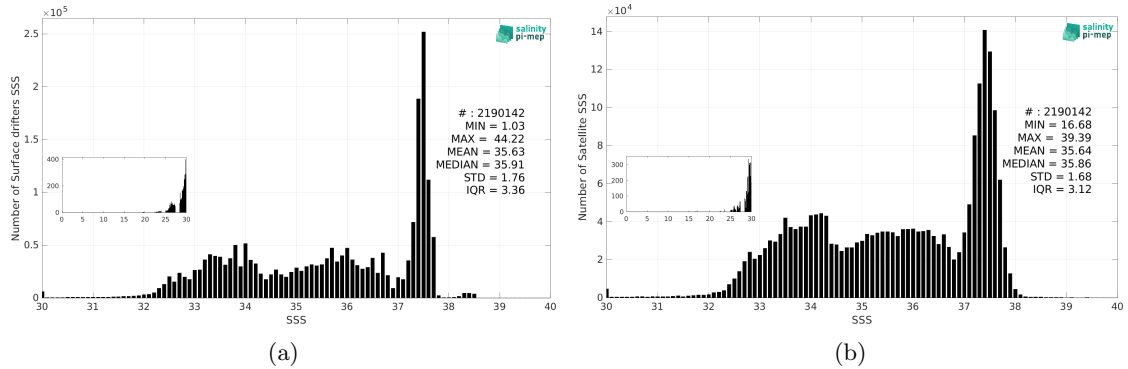 ×10⁵
salinity
pi-mep
2.5
2
1.5
1
0.5
0
Number of Surface drifters SSS
# : 2190142
MIN = 1.03
MAX = 44.22
MEAN = 35.63
MEDIAN = 35.91
STD = 1.76
IQR = 3.36
400
200
0
0 5 10 15 20 25 30
30 31 32 33 34 35 36 37 38 39 40
SSS
(a)
×10⁴
salinity
pi-mep
14
12
10
8
6
4
2
0
Number of Satellite SSS
# : 2190142
MIN = 16.68
MAX = 39.39
MEAN = 35.64
MEDIAN = 35.86
STD = 1.68
IQR = 3.12
300
200
100
0
0 5 10 15 20 25 30
30 31 32 33 34 35 36 37 38 39 40
SSS
(b)